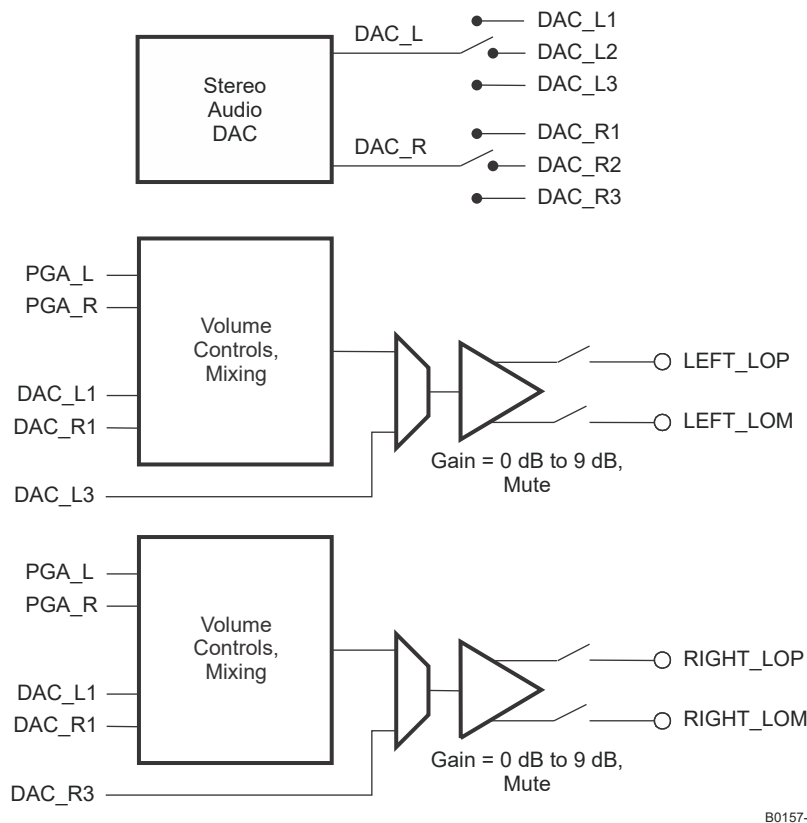 DAC_L1
DAC_L
DAC_L2
Stereo
Audio
DAC
DAC_L3
DAC_R1
DAC_R
DAC_R2
DAC_R3
PGA_L
PGA_R
Volume
Controls,
Mixing
LEFT_LOP
DAC_L1
DAC_R1
LEFT_LOM
Gain = 0 dB to 9 dB,
Mute
DAC_L3
PGA_L
PGA_R
Volume
Controls,
Mixing
RIGHT_LOP
DAC_L1
DAC_R1
RIGHT_LOM
Gain = 0 dB to 9 dB,
Mute
DAC_R3
B0157-